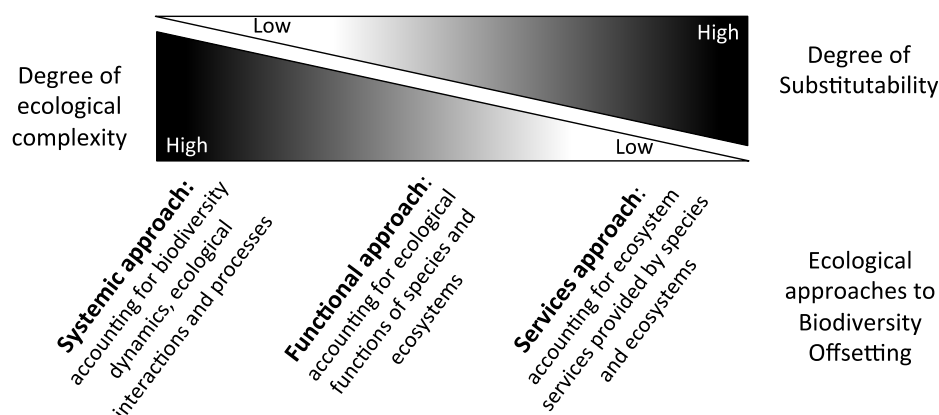 Low
High
Degree of
Substitutability
Degree of
ecological
complexity
High
Low
Systemic approach:
accounting for biodiversity
dynamics, ecological
interactions and processes
Functional approach:
accounting for ecological
functions of species and
ecosystems
Services approach:
accounting for ecosystem
services provided by species
and ecosystems
Ecological
approaches to
Biodiversity
Offsetting